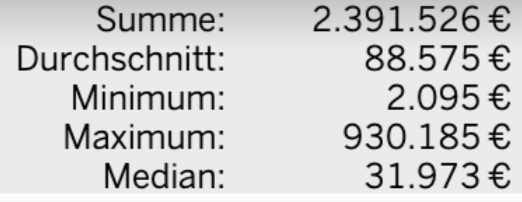 Summe: 2.391.526 €
Durchschnitt: 88.575 €
Minimum: 2.095 €
Maximum: 930.185 €
Median: 31.973 €